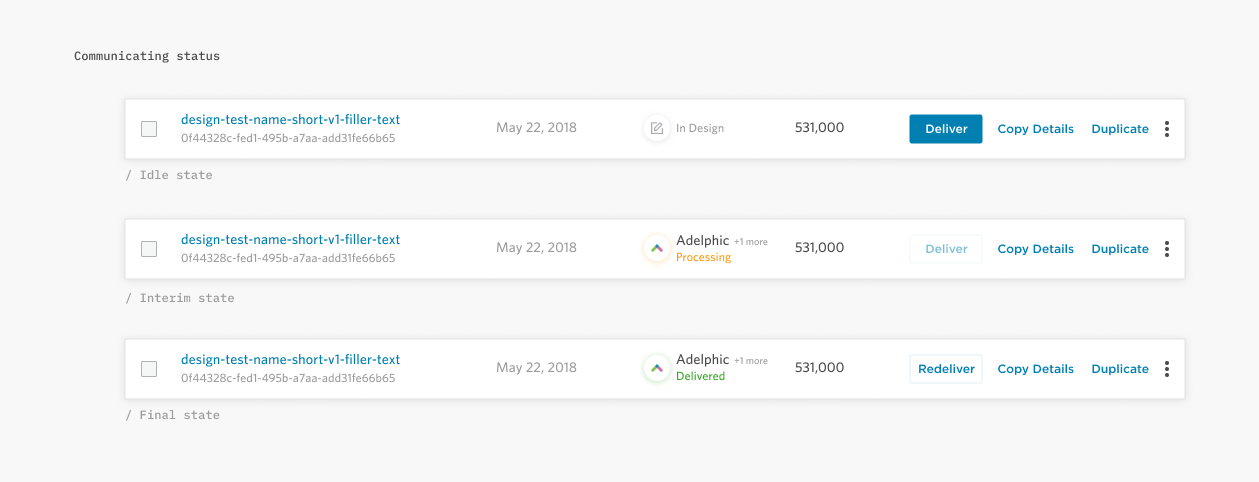 Communicating status
design-test-name-short-v1-filler-text
0f44328c-fed1-495b-a7aa-add31fe66b65
May 22, 2018
In Design
531,000
Deliver
Copy Details
Duplicate
/ Idle state
design-test-name-short-v1-filler-text
0f44328c-fed1-495b-a7aa-add31fe66b65
May 22, 2018
Adelphic +1 more
Processing
531,000
Deliver
Copy Details
Duplicate
/ Interim state
design-test-name-short-v1-filler-text
0f44328c-fed1-495b-a7aa-add31fe66b65
May 22, 2018
Adelphic +1 more
Delivered
531,000
Redeliver
Copy Details
Duplicate
/ Final state